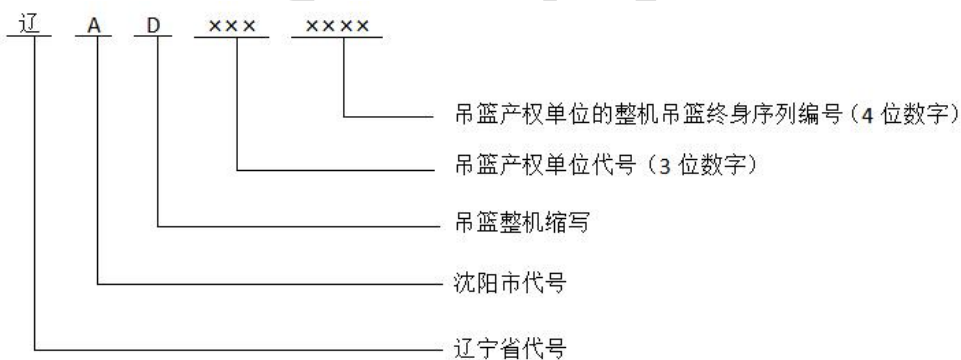 辽 A D ××× ××××
吊篮产权单位的整机吊篮终身序列编号（4 位数字）
吊篮产权单位代号（3 位数字）
吊篮整机缩写
沈阳市代号
辽宁省代号